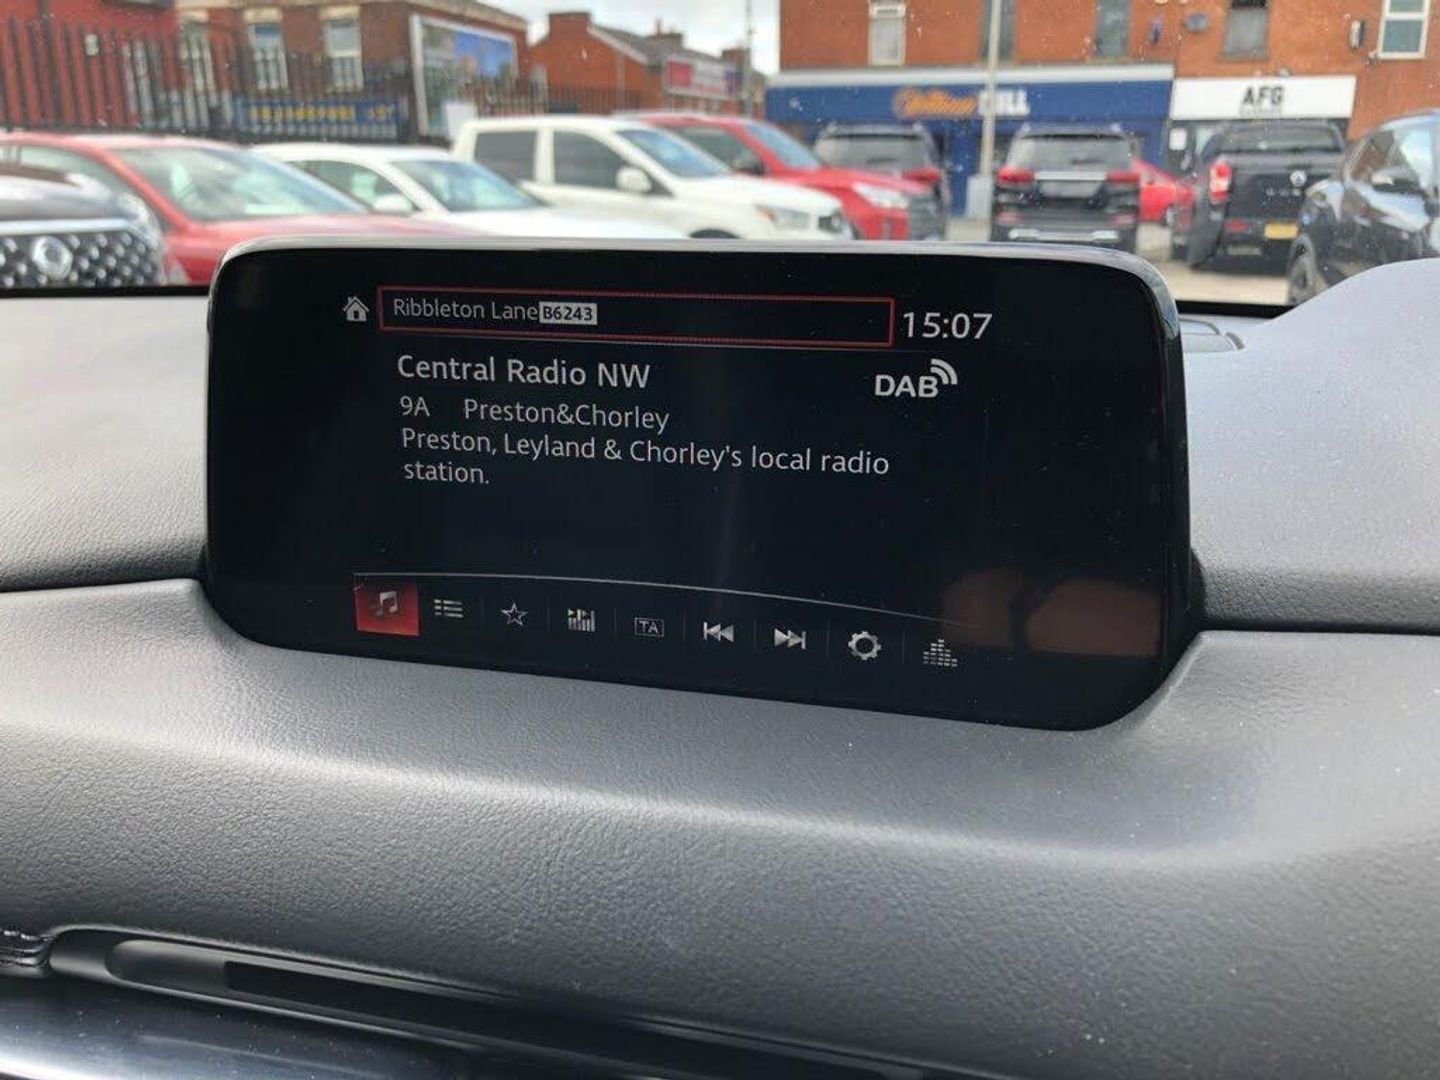 AFG
Ribbleton Lane B6243
15:07
Central Radio NW
DAB
9A Preston&Chorley
Preston, Leyland & Chorley's local radio
station.
TA